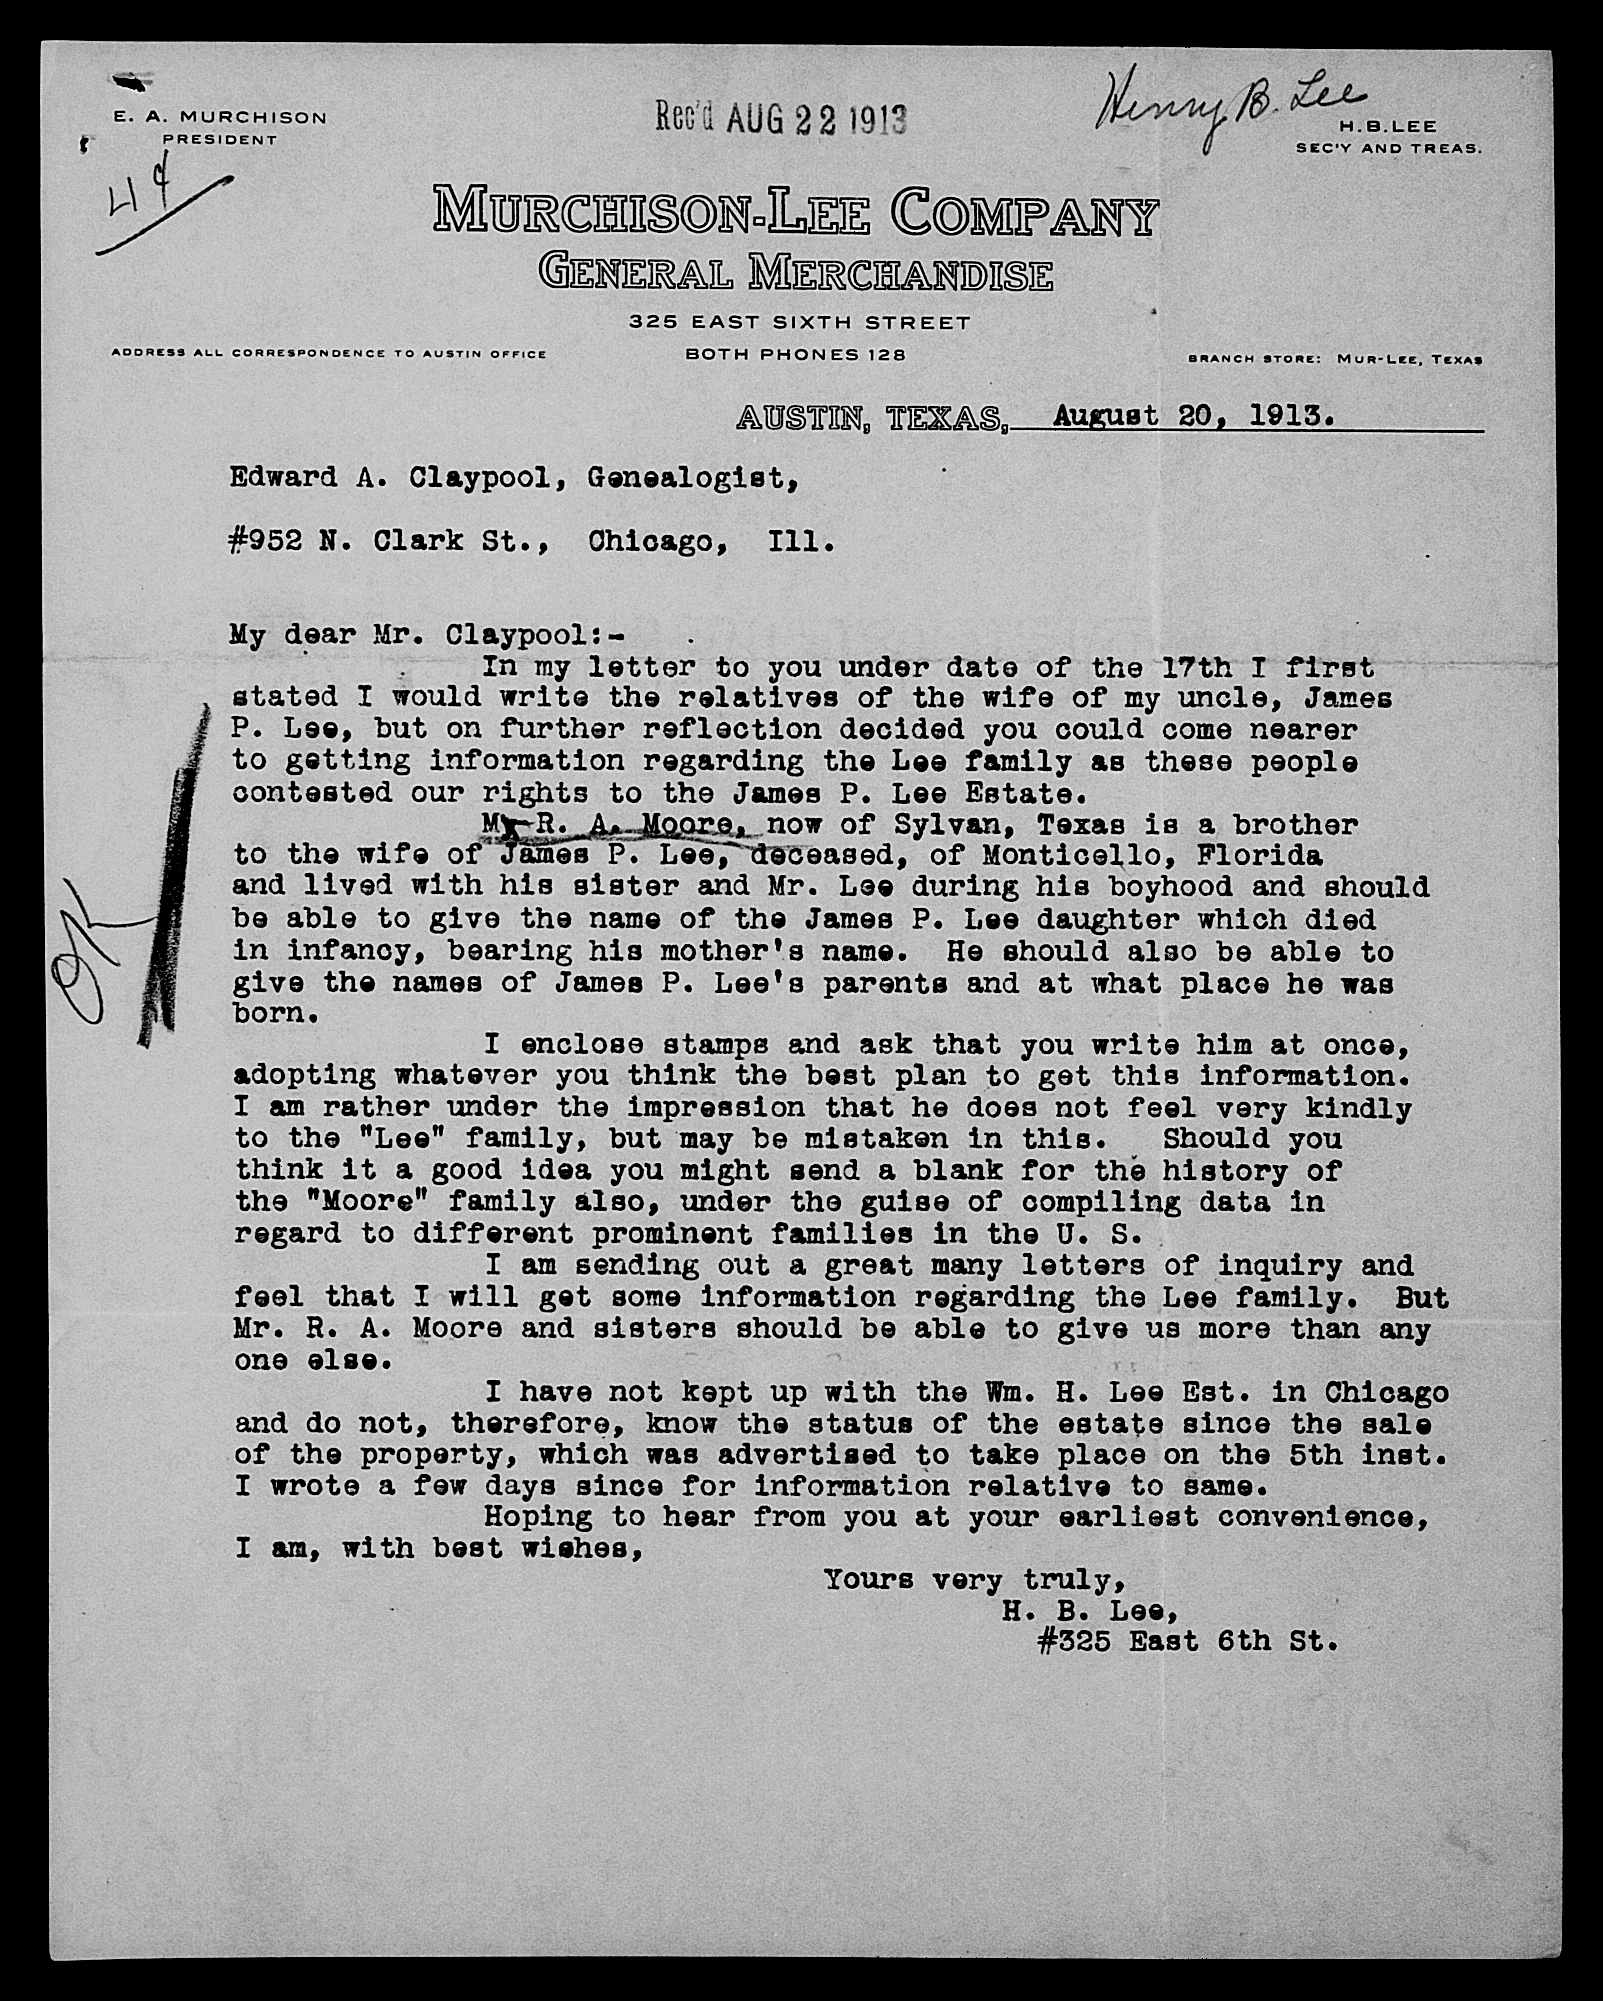 E. A. MURCHISON
PRESIDENT
4¢
Rec'd AUG 22 1913
Henry B. Lee
H.B.LEE
SEC'Y AND TREAS.
MURCHISON-LEE COMPANY
GENERAL MERCHANDISE
325 EAST SIXTH STREET
ADDRESS ALL CORRESPONDENCE TO AUSTIN OFFICE
BOTH PHONES 128
BRANCH STORE: MUR-LEE, TEXAS
AUSTIN, TEXAS, August 20, 1913.
Edward A. Claypool, Genealogist,
#952 N. Clark St., Chicago, Ill.
My dear Mr. Claypool:-
In my letter to you under date of the 17th I first
stated I would write the relatives of the wife of my uncle, James
P. Lee, but on further reflection decided you could come nearer
to getting information regarding the Lee family as these people
contested our rights to the James P. Lee Estate.
Mr R. A. Moore, now of Sylvan, Texas is a brother
to the wife of James P. Lee, deceased, of Monticello, Florida
and lived with his sister and Mr. Lee during his boyhood and should
be able to give the name of the James P. Lee daughter which died
in infancy, bearing his mother's name. He should also be able to
give the names of James P. Lee's parents and at what place he was
born.
OK
I enclose stamps and ask that you write him at once,
adopting whatever you think the best plan to get this information.
I am rather under the impression that he does not feel very kindly
to the "Lee" family, but may be mistaken in this. Should you
think it a good idea you might send a blank for the history of
the "Moore" family also, under the guise of compiling data in
regard to different prominent families in the U. S.
I am sending out a great many letters of inquiry and
feel that I will get some information regarding the Lee family. But
Mr. R. A. Moore and sisters should be able to give us more than any
one else.
I have not kept up with the Wm. H. Lee Est. in Chicago
and do not, therefore, know the status of the estate since the sale
of the property, which was advertised to take place on the 5th inst.
I wrote a few days since for information relative to same.
Hoping to hear from you at your earliest convenience,
I am, with best wishes,
Yours very truly,
H. B. Lee,
#325 East 6th St.